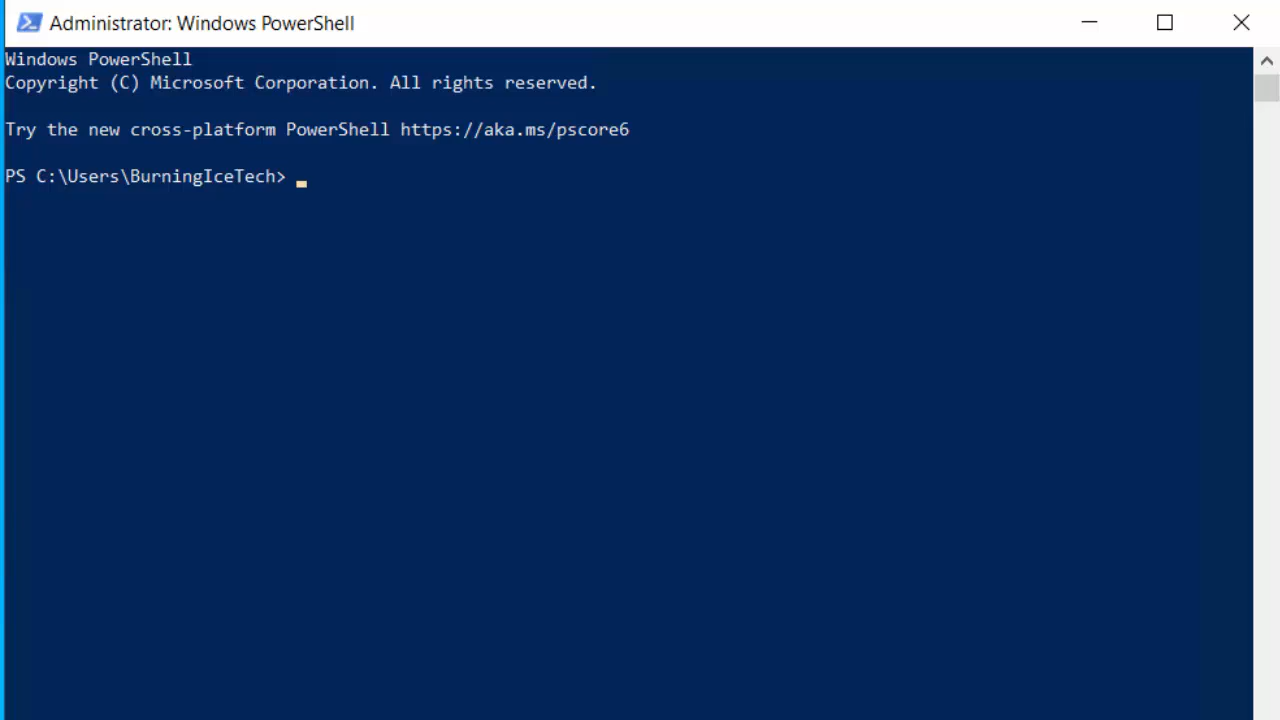 Administrator: Windows PowerShell
Windows PowerShell
Copyright (C) Microsoft Corporation. All rights reserved.
Try the new cross-platform PowerShell https://aka.ms/pscore6
PS C:\Users\BurningIceTech>